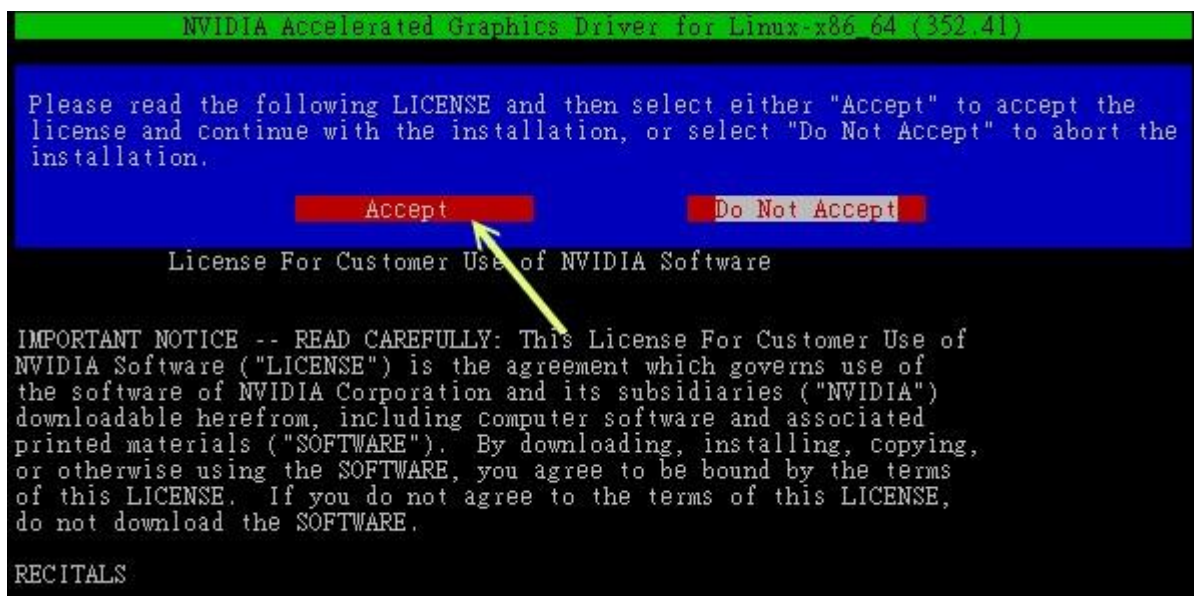 NVIDIA Accelerated Graphics Driver for Linux-x86_64 (352.41)
Please read the following LICENSE and then select either "Accept" to accept the
license and continue with the installation, or select "Do Not Accept" to abort the
installation.
Accept Do Not Accept
License For Customer Use of NVIDIA Software
IMPORTANT NOTICE -- READ CAREFULLY: This License For Customer Use of
NVIDIA Software ("LICENSE") is the agreement which governs use of
the software of NVIDIA Corporation and its subsidiaries ("NVIDIA")
downloadable herefrom, including computer software and associated
printed materials ("SOFTWARE").  By downloading, installing, copying,
or otherwise using the SOFTWARE, you agree to be bound by the terms
of this LICENSE.  If you do not agree to the terms of this LICENSE,
do not download the SOFTWARE.
RECITALS